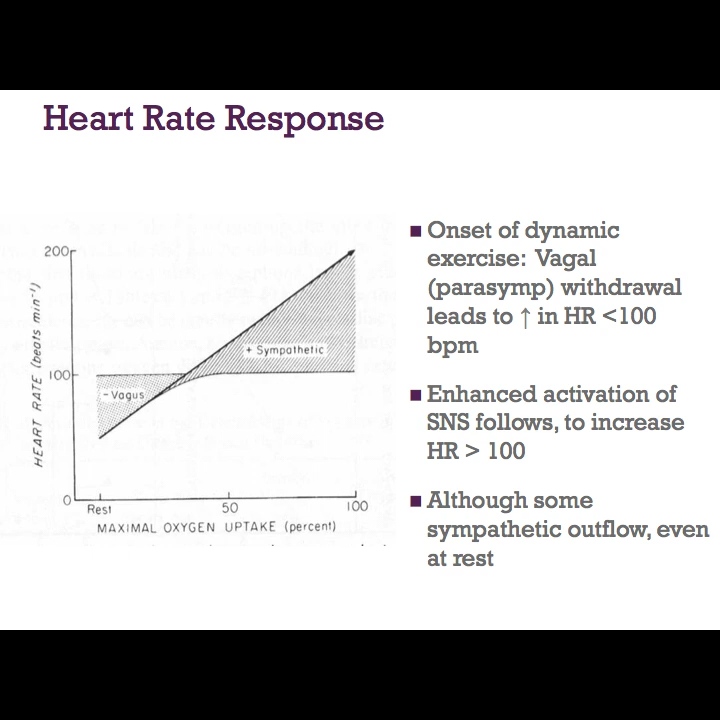 Heart Rate Response
200
100
0
HEART RATE (beats min⁻¹)
+ Sympathetic
- Vagus
Rest
50
100
MAXIMAL OXYGEN UPTAKE (percent)
■ Onset of dynamic
exercise: Vagal
(parasymp) withdrawal
leads to ↑ in HR <100
bpm
■ Enhanced activation of
SNS follows, to increase
HR > 100
■ Although some
sympathetic outflow, even
at rest